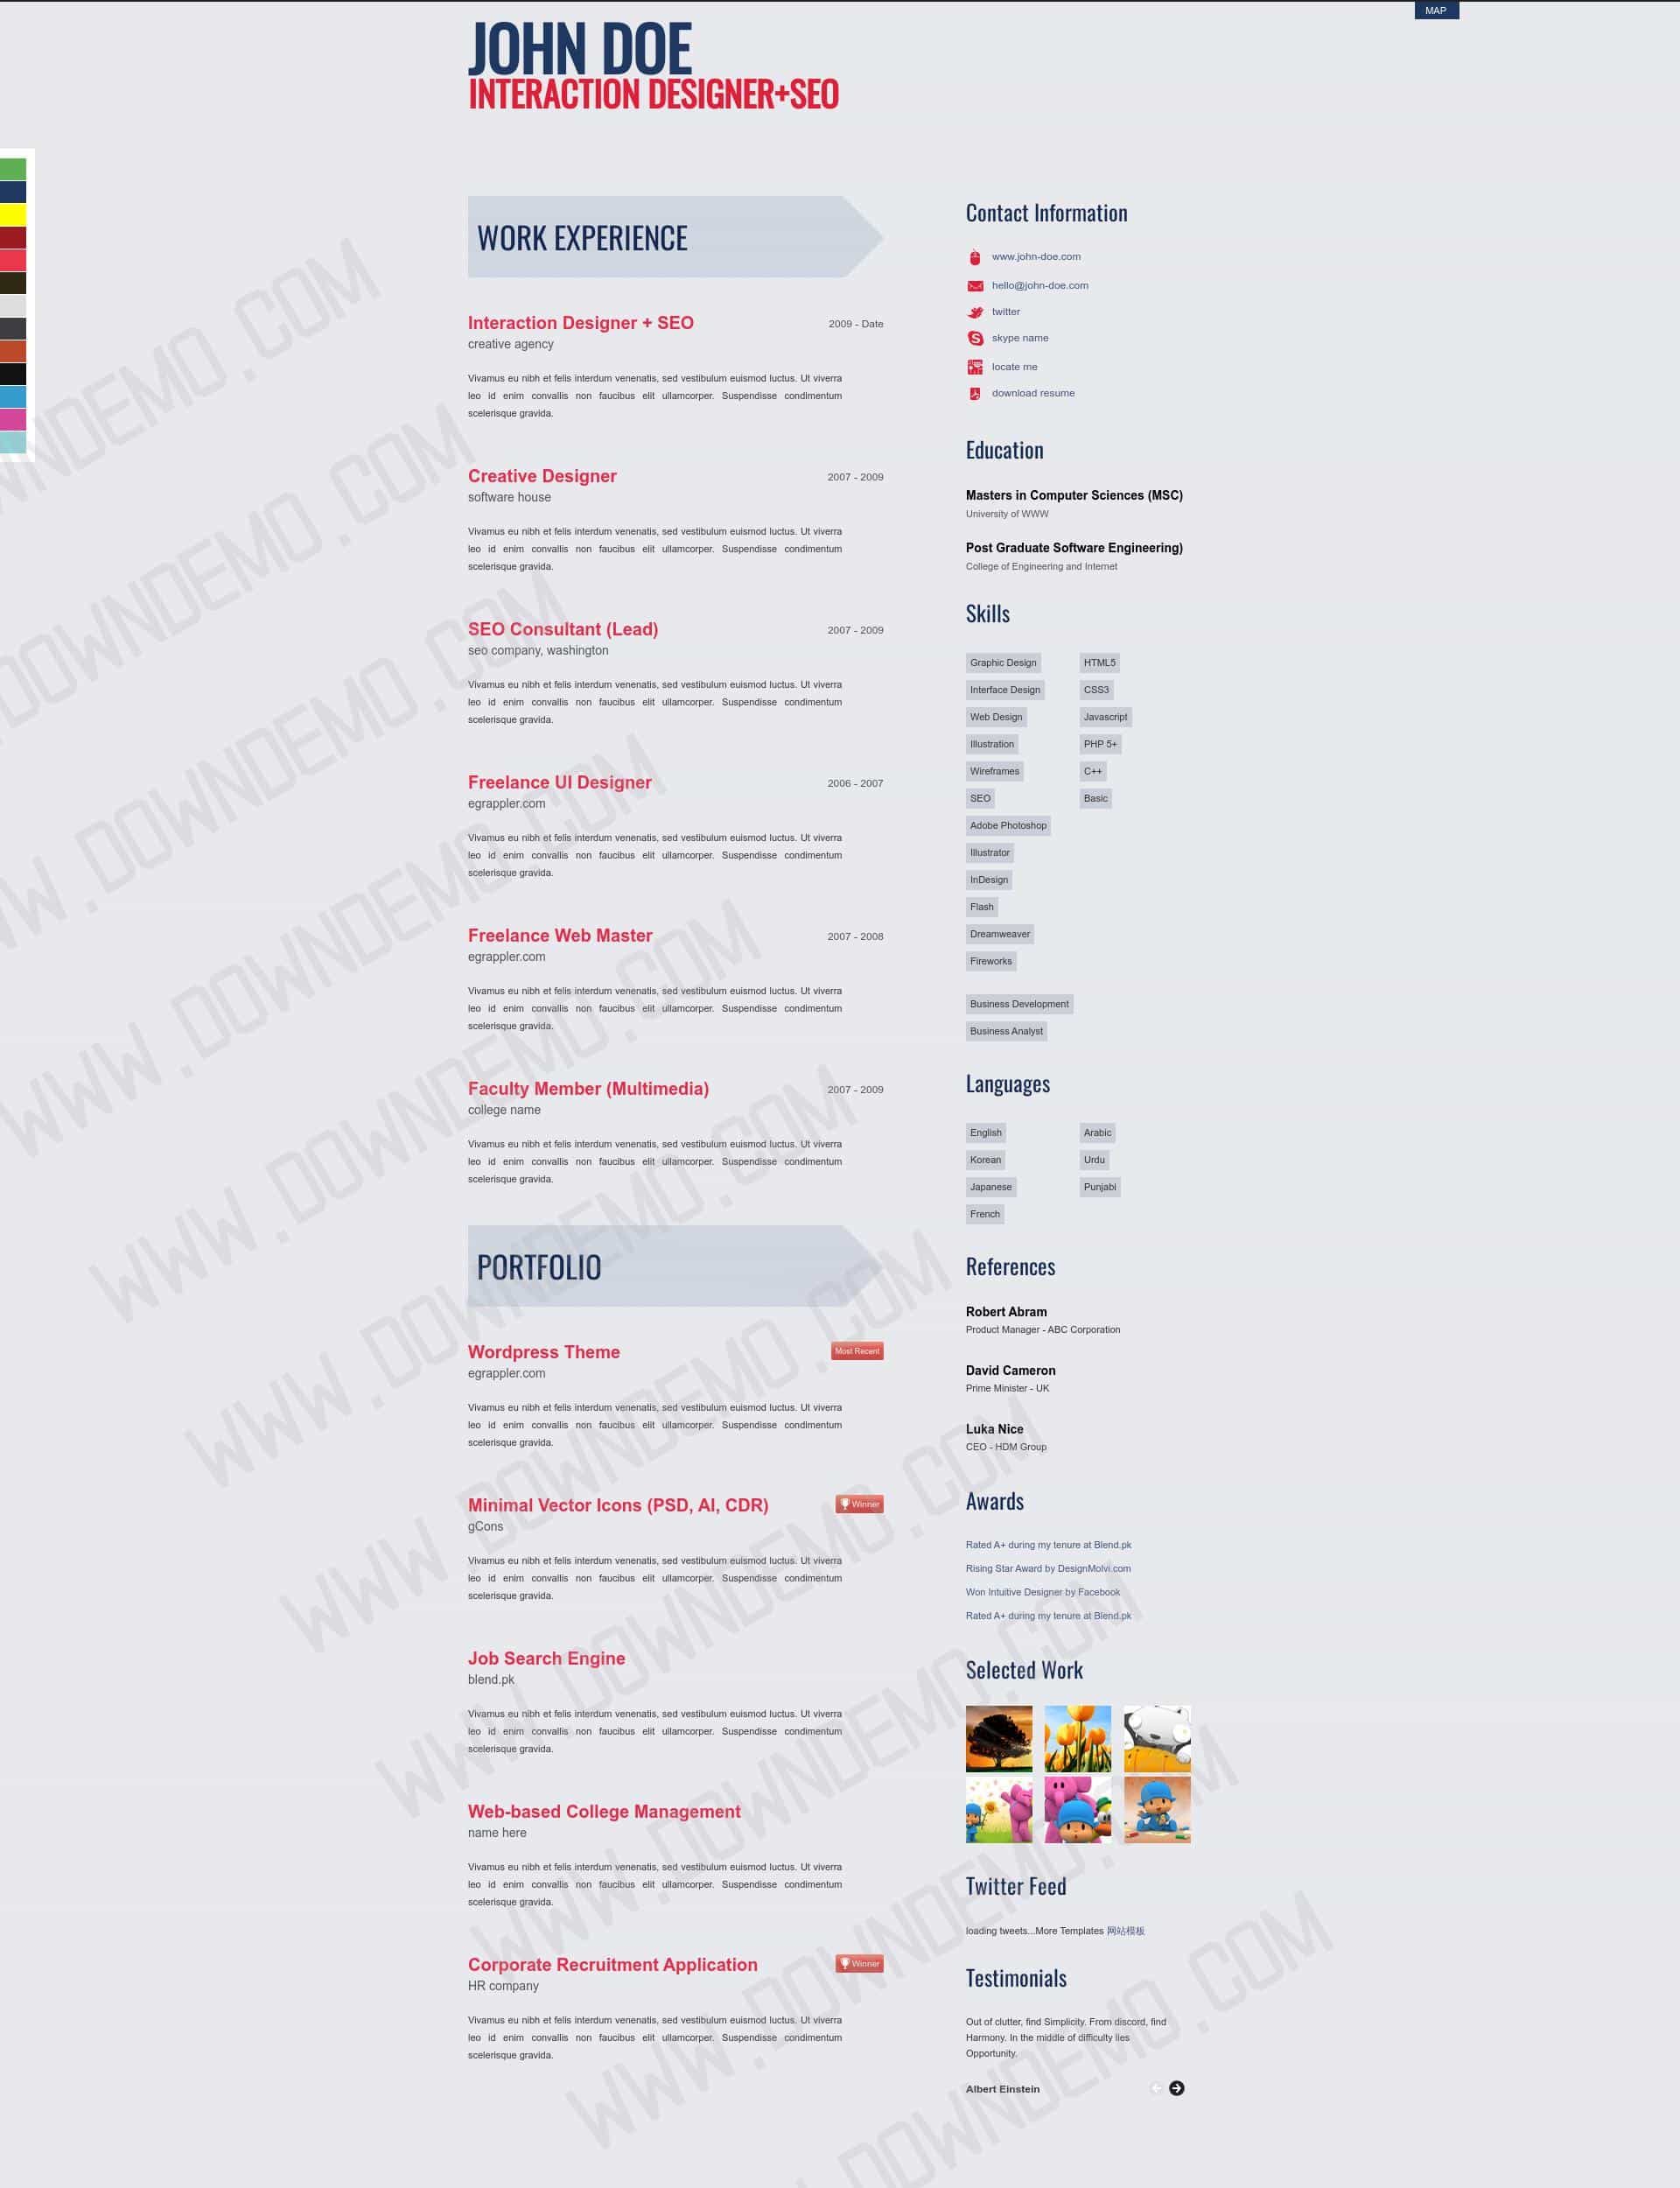 MAP
JOHN DOE
INTERACTION DESIGNER+SEO
WORK EXPERIENCE
Interaction Designer + SEO
2009 - Date
creative agency
Vivamus eu nibh et felis interdum venenatis, sed vestibulum euismod luctus. Ut viverra
leo id enim convallis non faucibus elit ullamcorper. Suspendisse condimentum
scelerisque gravida.
Creative Designer
2007 - 2009
software house
Vivamus eu nibh et felis interdum venenatis, sed vestibulum euismod luctus. Ut viverra
leo id enim convallis non faucibus elit ullamcorper. Suspendisse condimentum
scelerisque gravida.
SEO Consultant (Lead)
2007 - 2009
seo company, washington
Vivamus eu nibh et felis interdum venenatis, sed vestibulum euismod luctus. Ut viverra
leo id enim convallis non faucibus elit ullamcorper. Suspendisse condimentum
scelerisque gravida.
Freelance UI Designer
2006 - 2007
egrappler.com
Vivamus eu nibh et felis interdum venenatis, sed vestibulum euismod luctus. Ut viverra
leo id enim convallis non faucibus elit ullamcorper. Suspendisse condimentum
scelerisque gravida.
Freelance Web Master
2007 - 2008
egrappler.com
Vivamus eu nibh et felis interdum venenatis, sed vestibulum euismod luctus. Ut viverra
leo id enim convallis non faucibus elit ullamcorper. Suspendisse condimentum
scelerisque gravida.
Faculty Member (Multimedia)
2007 - 2009
college name
Vivamus eu nibh et felis interdum venenatis, sed vestibulum euismod luctus. Ut viverra
leo id enim convallis non faucibus elit ullamcorper. Suspendisse condimentum
scelerisque gravida.
PORTFOLIO
Wordpress Theme
Most Recent
egrappler.com
Vivamus eu nibh et felis interdum venenatis, sed vestibulum euismod luctus. Ut viverra
leo id enim convallis non faucibus elit ullamcorper. Suspendisse condimentum
scelerisque gravida.
Minimal Vector Icons (PSD, AI, CDR)
Winner
gCons
Vivamus eu nibh et felis interdum venenatis, sed vestibulum euismod luctus. Ut viverra
leo id enim convallis non faucibus elit ullamcorper. Suspendisse condimentum
scelerisque gravida.
Job Search Engine
blend.pk
Vivamus eu nibh et felis interdum venenatis, sed vestibulum euismod luctus. Ut viverra
leo id enim convallis non faucibus elit ullamcorper. Suspendisse condimentum
scelerisque gravida.
Web-based College Management
name here
Vivamus eu nibh et felis interdum venenatis, sed vestibulum euismod luctus. Ut viverra
leo id enim convallis non faucibus elit ullamcorper. Suspendisse condimentum
scelerisque gravida.
Corporate Recruitment Application
Winner
HR company
Vivamus eu nibh et felis interdum venenatis, sed vestibulum euismod luctus. Ut viverra
leo id enim convallis non faucibus elit ullamcorper. Suspendisse condimentum
scelerisque gravida.
Contact Information
www.john-doe.com
hello@john-doe.com
twitter
skype name
locate me
download resume
Education
Masters in Computer Sciences (MSC)
University of WWW
Post Graduate Software Engineering)
College of Engineering and Internet
Skills
Graphic Design
Interface Design
Web Design
Illustration
Wireframes
SEO
Adobe Photoshop
Illustrator
InDesign
Flash
Dreamweaver
Fireworks
HTML5
CSS3
Javascript
PHP 5+
C++
Basic
Business Development
Business Analyst
Languages
English
Korean
Japanese
French
Arabic
Urdu
Punjabi
References
Robert Abram
Product Manager - ABC Corporation
David Cameron
Prime Minister - UK
Luka Nice
CEO - HDM Group
Awards
Rated A+ during my tenure at Blend.pk
Rising Star Award by DesignMolvi.com
Won Intuitive Designer by Facebook
Rated A+ during my tenure at Blend.pk
Selected Work
Twitter Feed
loading tweets...More Templates 网站模板
Testimonials
Out of clutter, find Simplicity. From discord, find
Harmony. In the middle of difficulty lies
Opportunity.
Albert Einstein
WWW.DOWNDEMO.COM